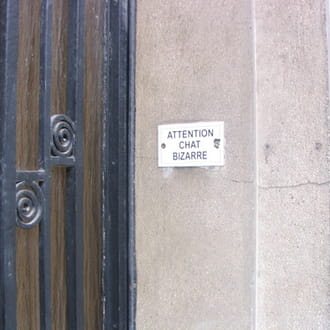 ATTENTION
CHAT
BIZARRE